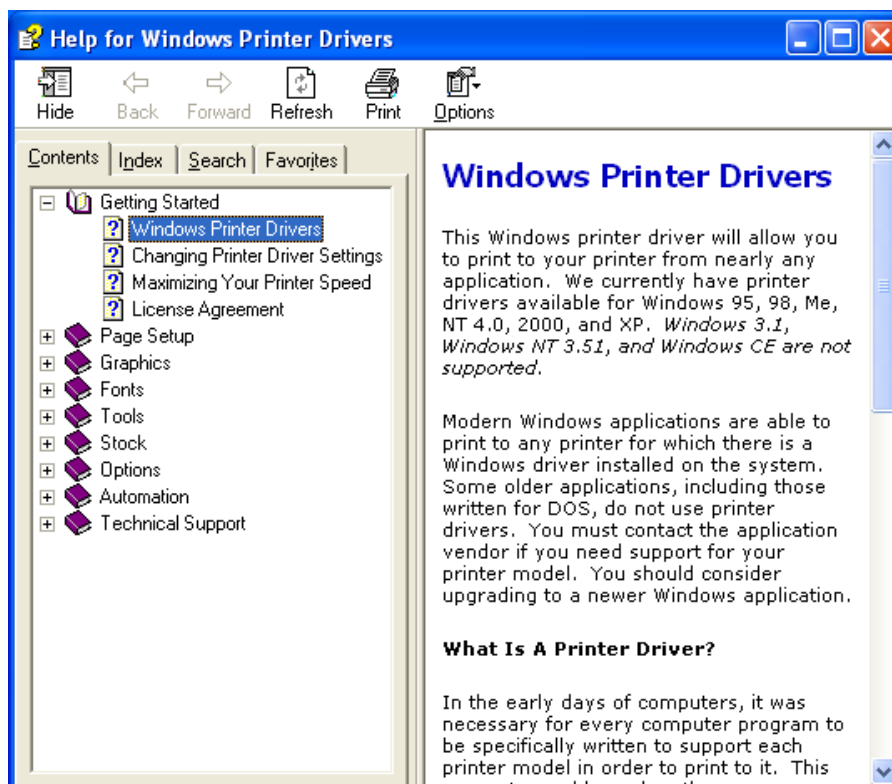 Help for Windows Printer Drivers
Hide Back Forward Refresh Print Options
Contents Index Search Favorites
Getting Started
Windows Printer Drivers
Changing Printer Driver Settings
Maximizing Your Printer Speed
License Agreement
Page Setup
Graphics
Fonts
Tools
Stock
Options
Automation
Technical Support
Windows Printer Drivers
This Windows printer driver will allow you
to print to your printer from nearly any
application. We currently have printer
drivers available for Windows 95, 98, Me,
NT 4.0, 2000, and XP. Windows 3.1,
Windows NT 3.51, and Windows CE are not
supported.
Modern Windows applications are able to
print to any printer for which there is a
Windows driver installed on the system.
Some older applications, including those
written for DOS, do not use printer
drivers. You must contact the application
vendor if you need support for your
printer model. You should consider
upgrading to a newer Windows application.
What Is A Printer Driver?
In the early days of computers, it was
necessary for every computer program to
be specifically written to support each
printer model in order to print to it. This